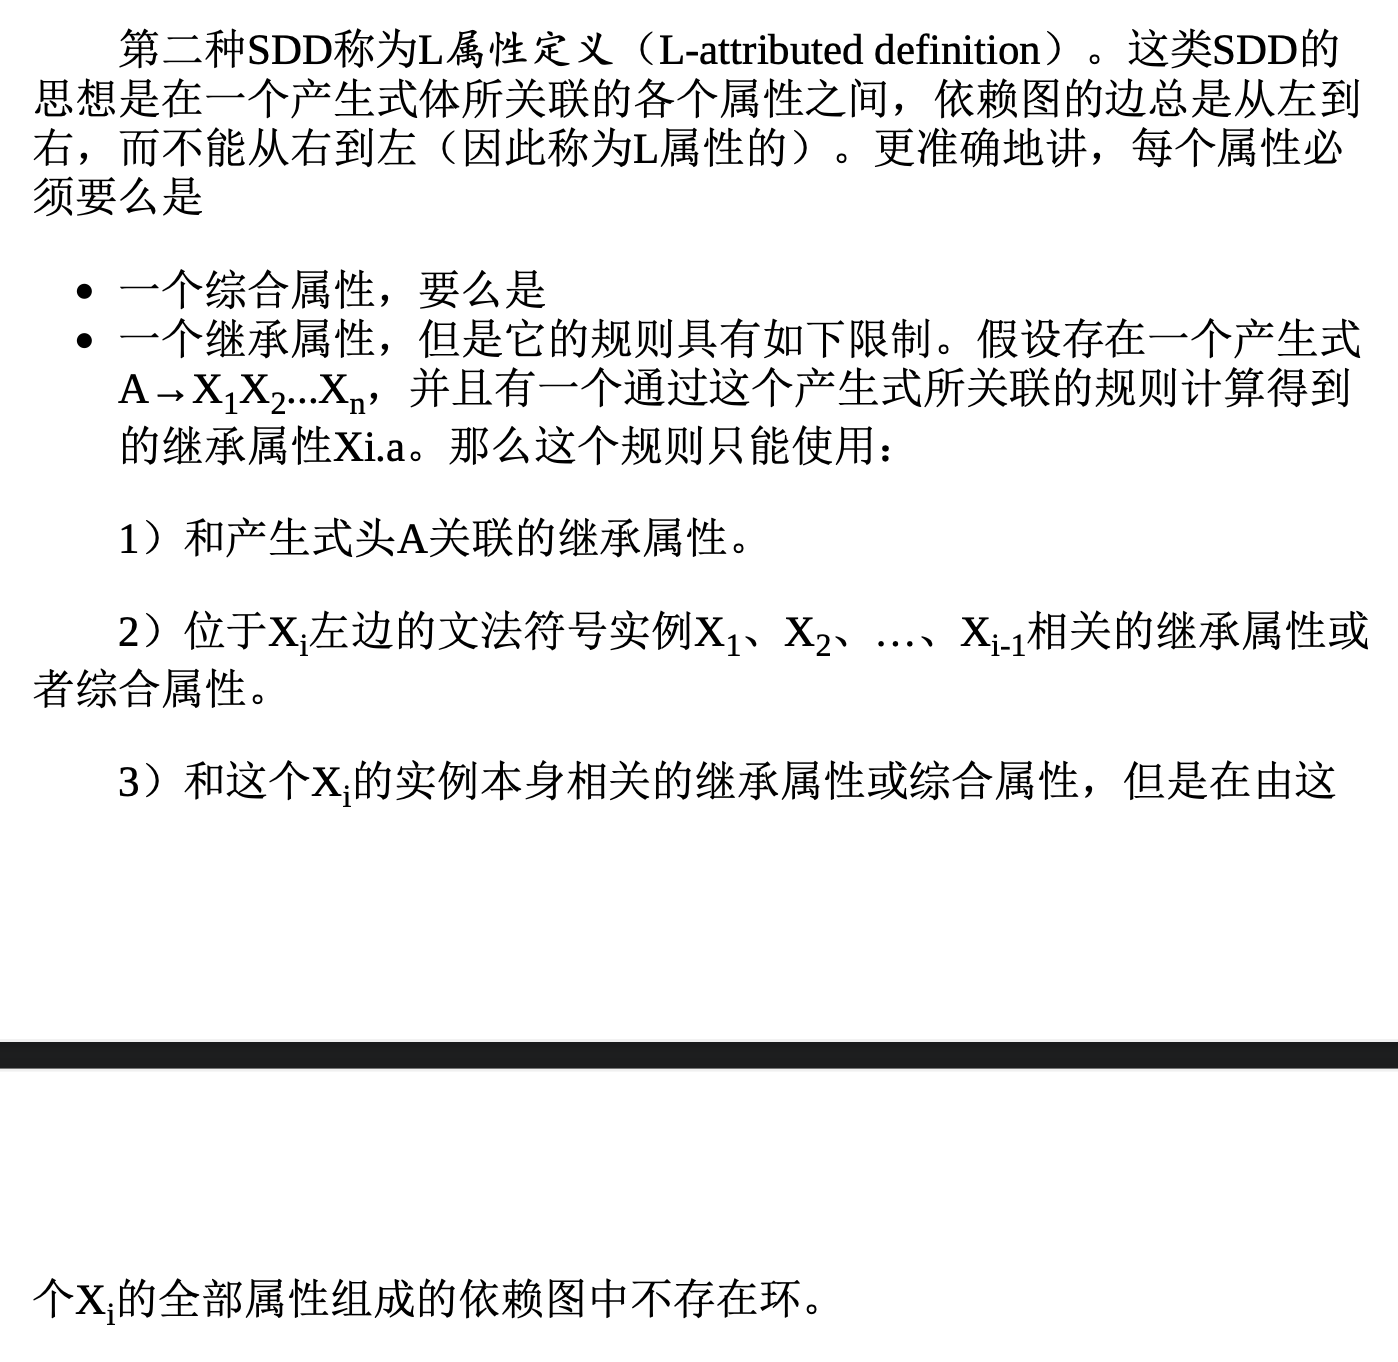 第二种SDD称为L属性定义（L-attributed definition）。这类SDD的
思想是在一个产生式体所关联的各个属性之间，依赖图的边总是从左到
右，而不能从右到左（因此称为L属性的）。更准确地讲，每个属性必
须要么是
• 一个综合属性，要么是
• 一个继承属性，但是它的规则具有如下限制。假设存在一个产生式
A→X₁X₂...Xₙ，并且有一个通过这个产生式所关联的规则计算得到
的继承属性Xi.a。那么这个规则只能使用：
1）和产生式头A关联的继承属性。
2）位于Xᵢ左边的文法符号实例X₁、X₂、…、Xᵢ₋₁相关的继承属性或
者综合属性。
3）和这个Xᵢ的实例本身相关的继承属性或综合属性，但是在由这
个Xᵢ的全部属性组成的依赖图中不存在环。